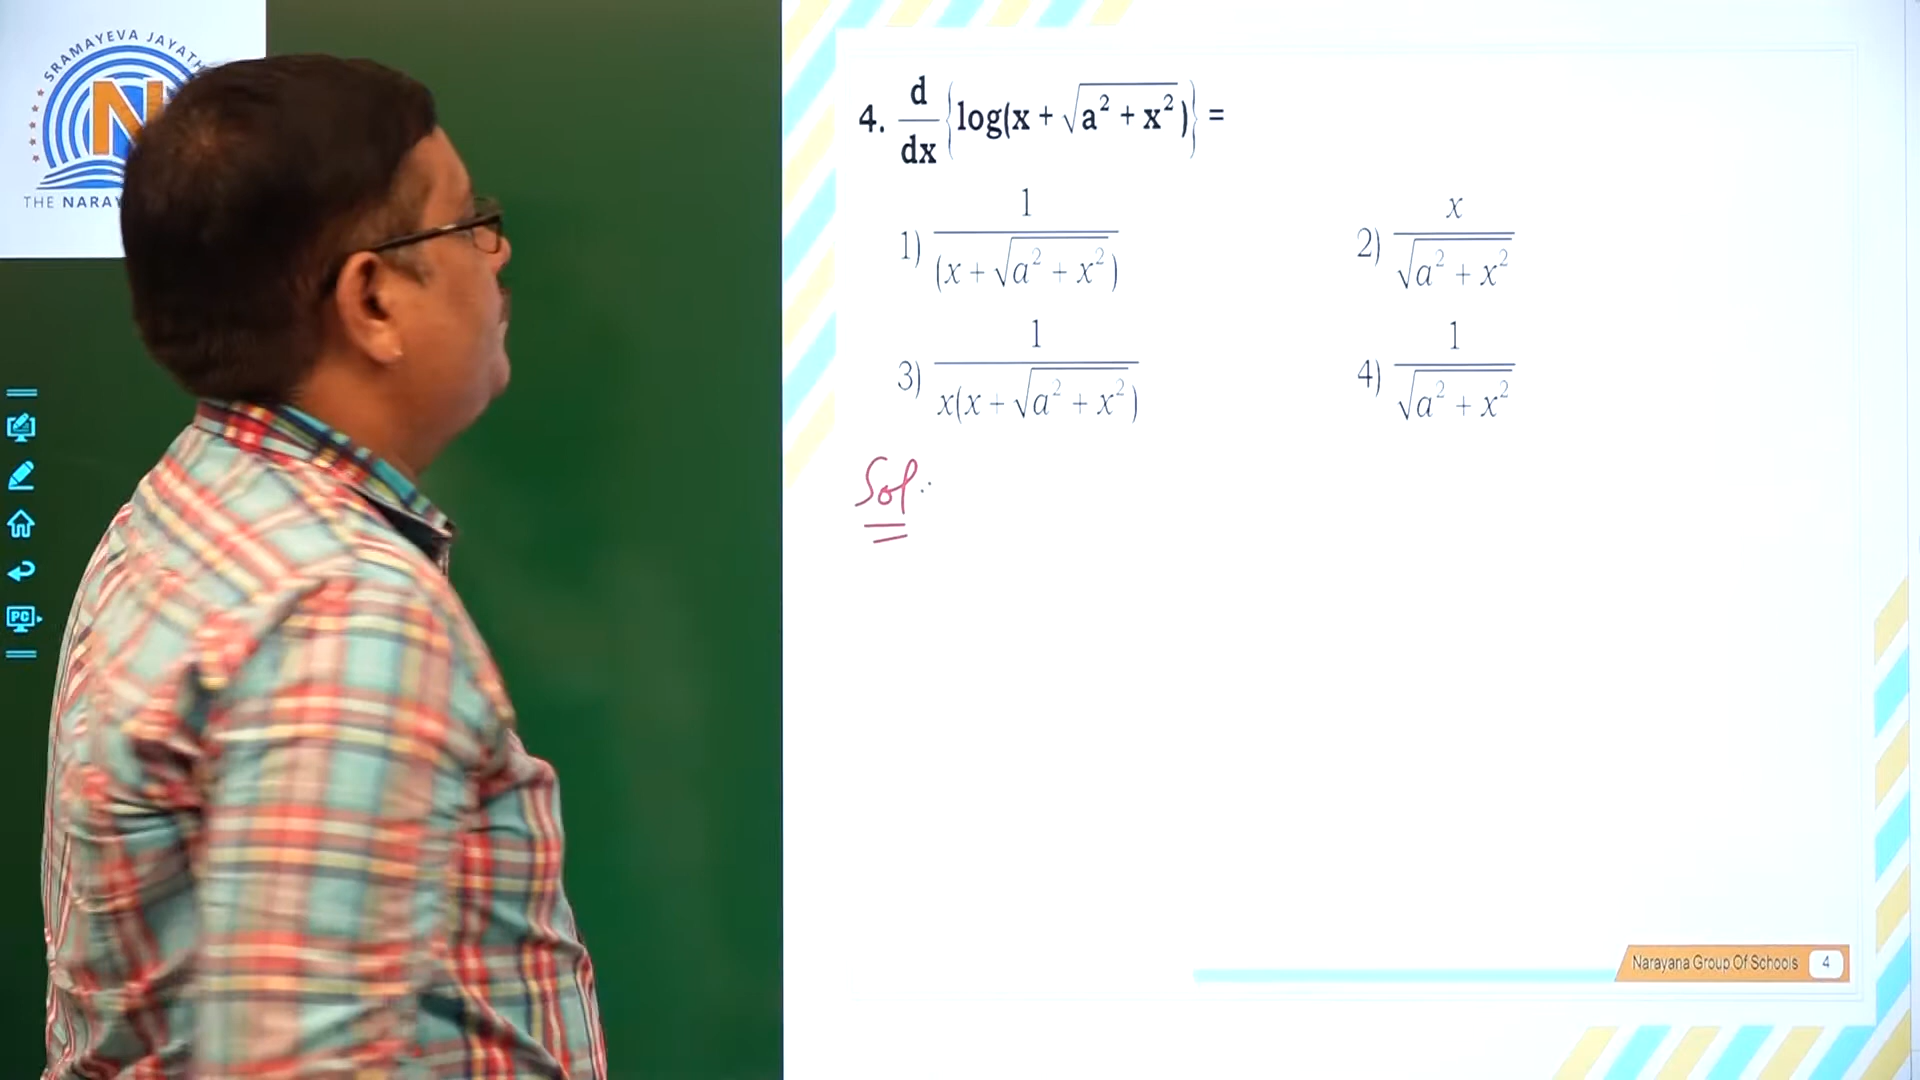 SRAMAYEVA JAYATH
N
THE NARAY
4. d/dx {log(x + √(a² + x²))} =
1) 1/(x + √(a² + x²))
2) x/√(a² + x²)
3) 1/x(x + √(a² + x²))
4) 1/√(a² + x²)
Sol:
PC
Narayana Group Of Schools 4